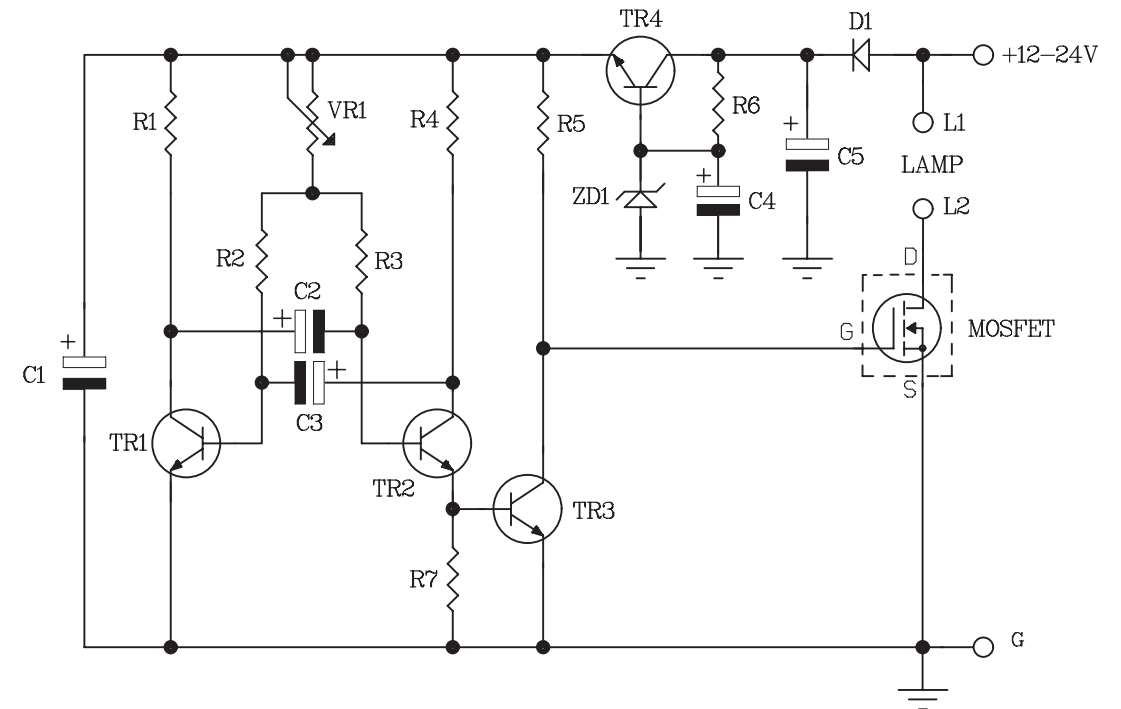 TR4
D1
+12-24V
R1
VR1
R4
R5
R6
+
C5
L1
LAMP
L2
ZD1
+
C4
R2
R3
D
C2
+
G
MOSFET
+
C1
+
C3
S
TR1
TR2
TR3
R7
G